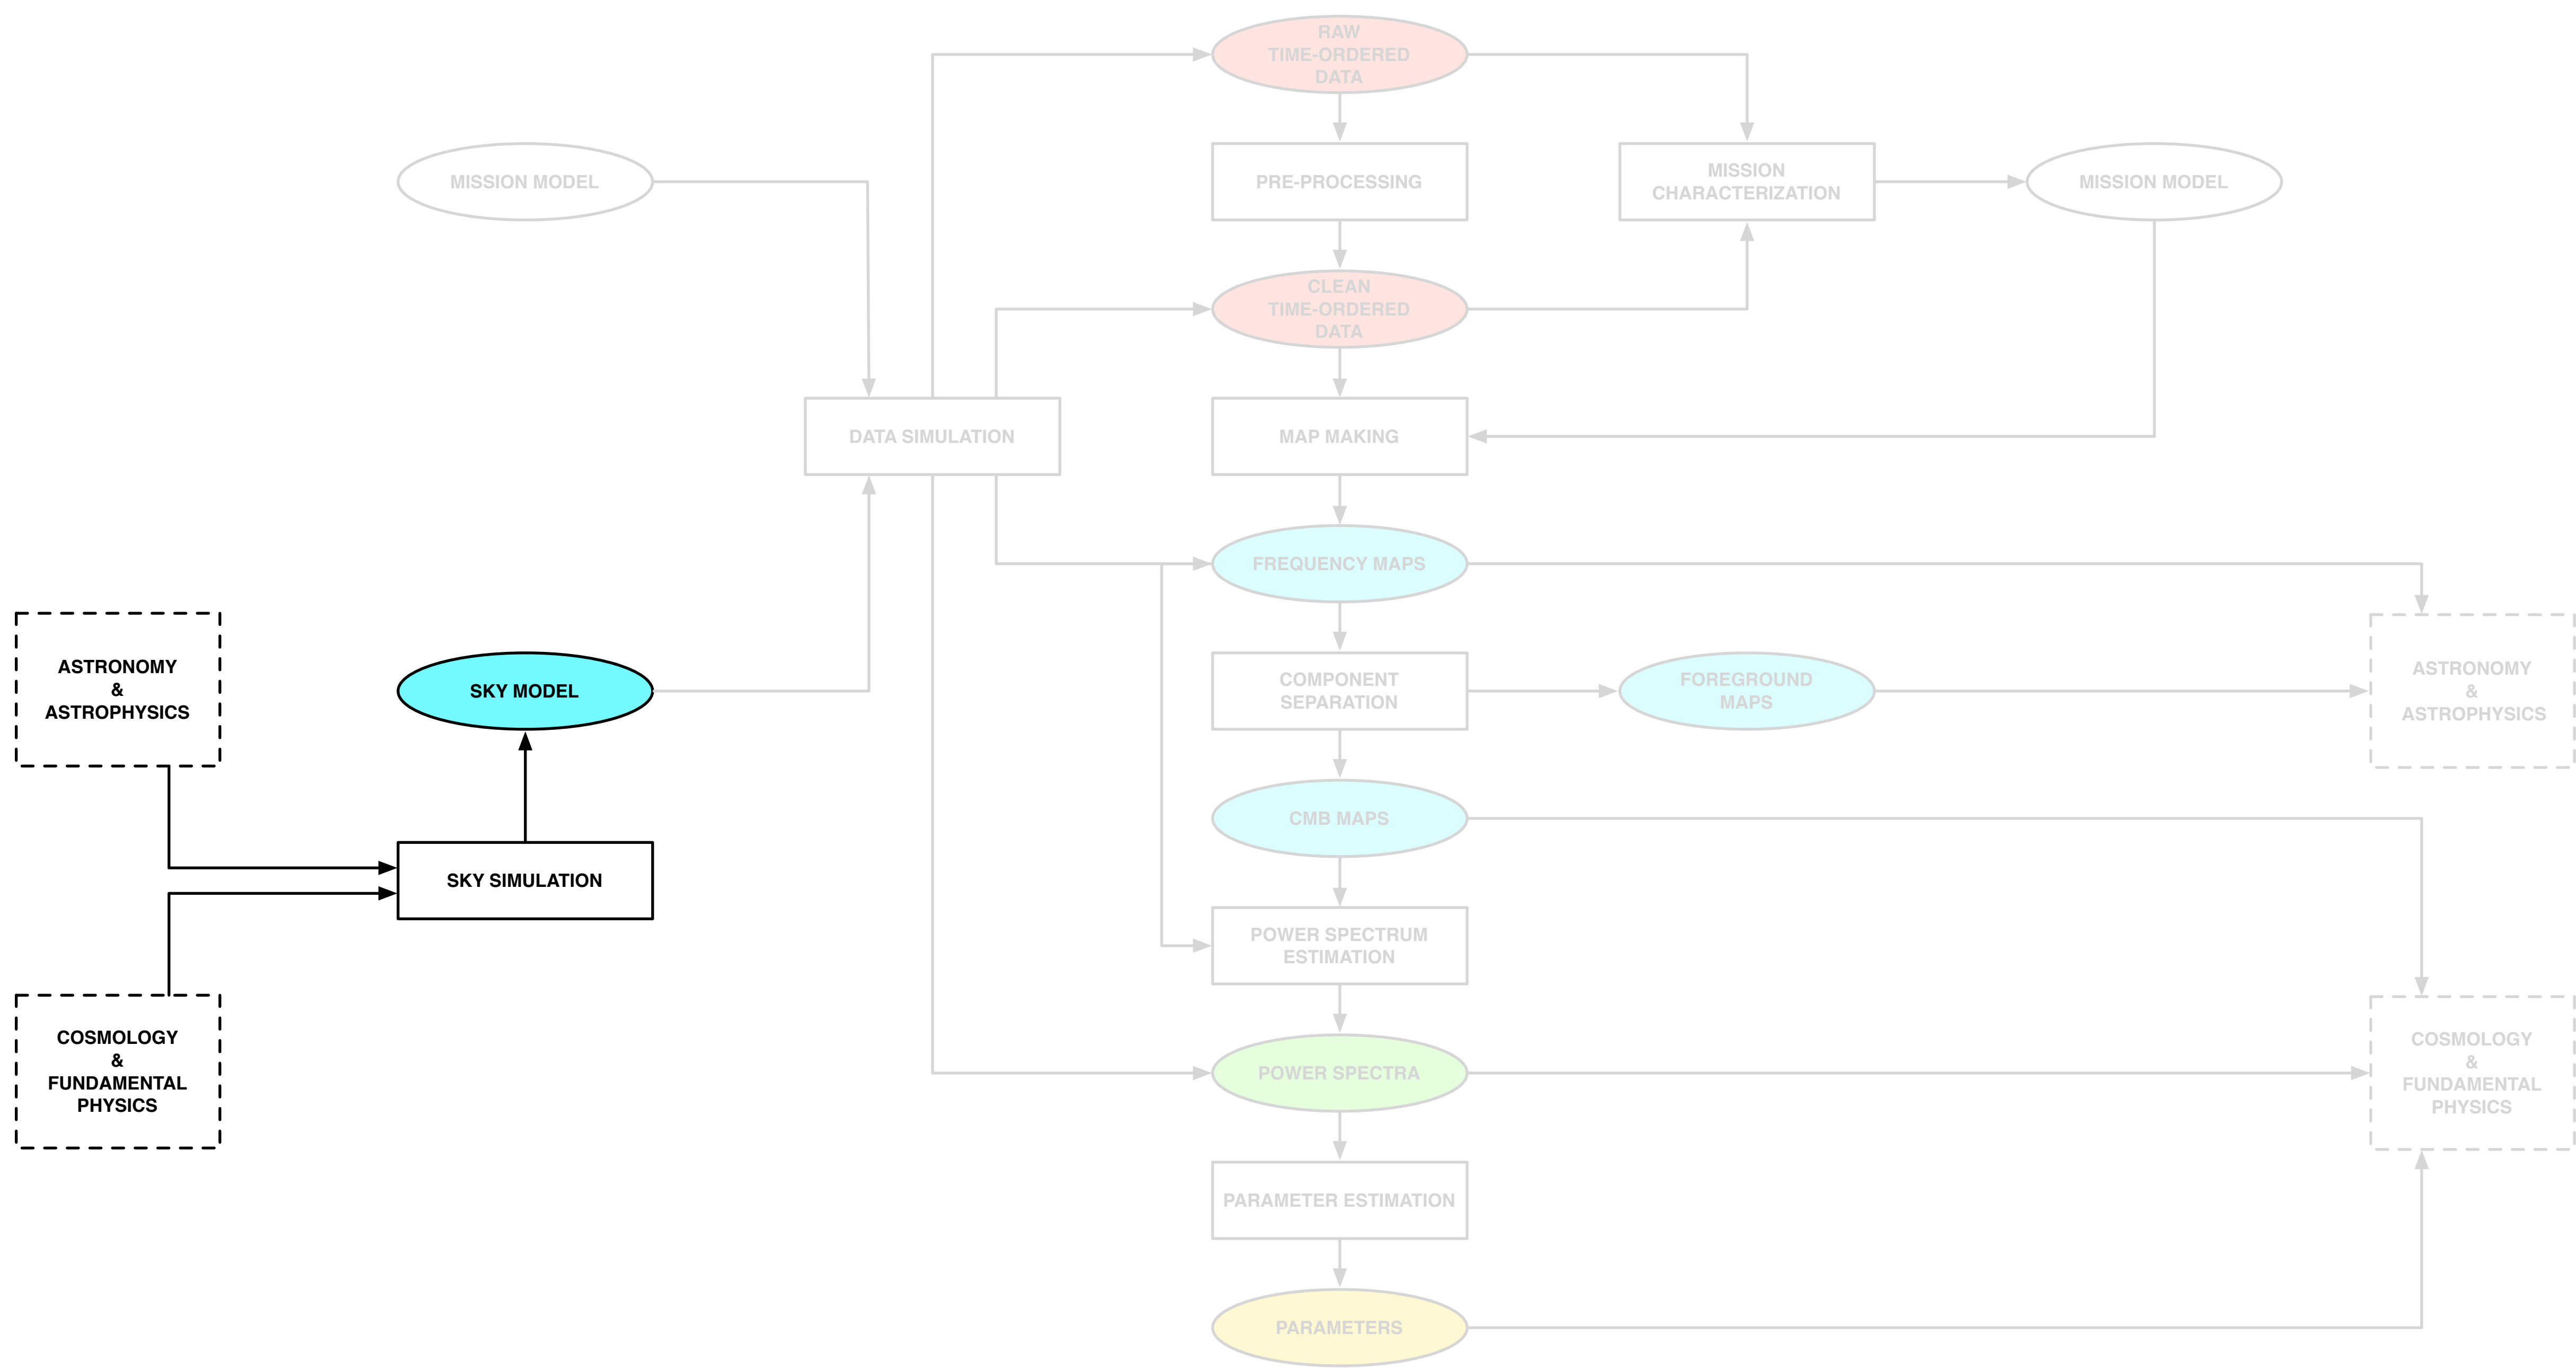 RAW
TIME-ORDERED
DATA
MISSION MODEL
PRE-PROCESSING
MISSION
CHARACTERIZATION
MISSION MODEL
CLEAN
TIME-ORDERED
DATA
DATA SIMULATION
MAP MAKING
FREQUENCY MAPS
ASTRONOMY
&
ASTROPHYSICS
SKY MODEL
COMPONENT
SEPARATION
FOREGROUND
MAPS
ASTRONOMY
&
ASTROPHYSICS
CMB MAPS
SKY SIMULATION
POWER SPECTRUM
ESTIMATION
COSMOLOGY
&
FUNDAMENTAL
PHYSICS
POWER SPECTRA
COSMOLOGY
&
FUNDAMENTAL
PHYSICS
PARAMETER ESTIMATION
PARAMETERS